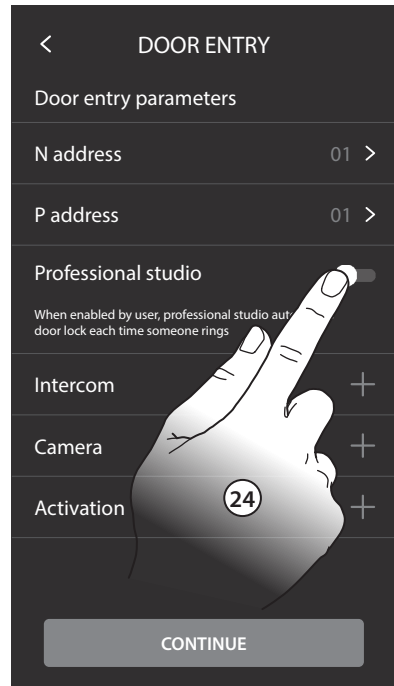 DOOR ENTRY
Door entry parameters
N address 01
P address 01
Professional studio
When enabled by user, professional studio
door lock each time someone rings
Intercom
Camera
Activation
24
CONTINUE